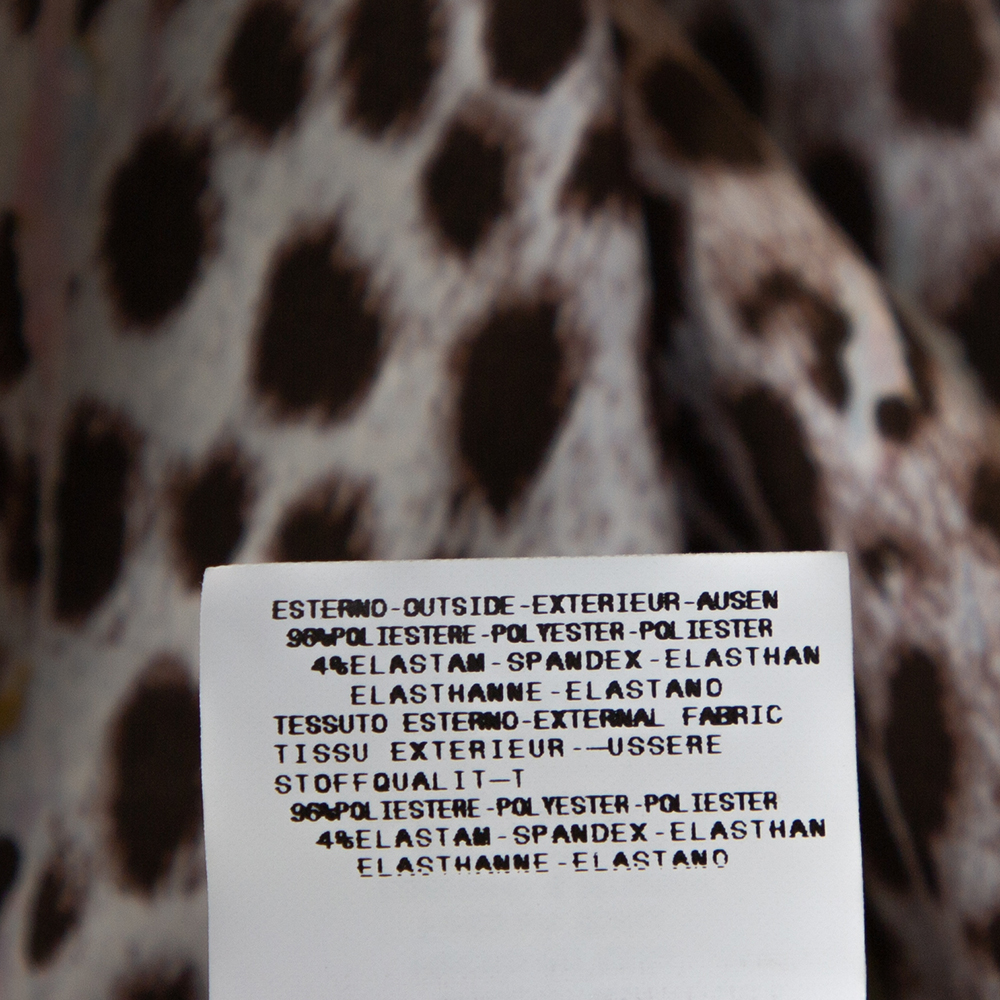 ESTERNO-OUTSIDE-EXTERIEUR-AUSEN
96%POLIESTERE-POLYESTER-POLIESTER
4%ELASTAM-SPANDEX-ELASTHAN
ELASTHANNE-ELASTANO
TESSUTO ESTERNO-EXTERNAL FABRIC
TISSU EXTERIEUR-—USSERE
STOFFQUALIT—T
96%POLIESTERE-POLYESTER-POLIESTER
4%ELASTAM-SPANDEX-ELASTHAN
ELASTHANNE-ELASTANO